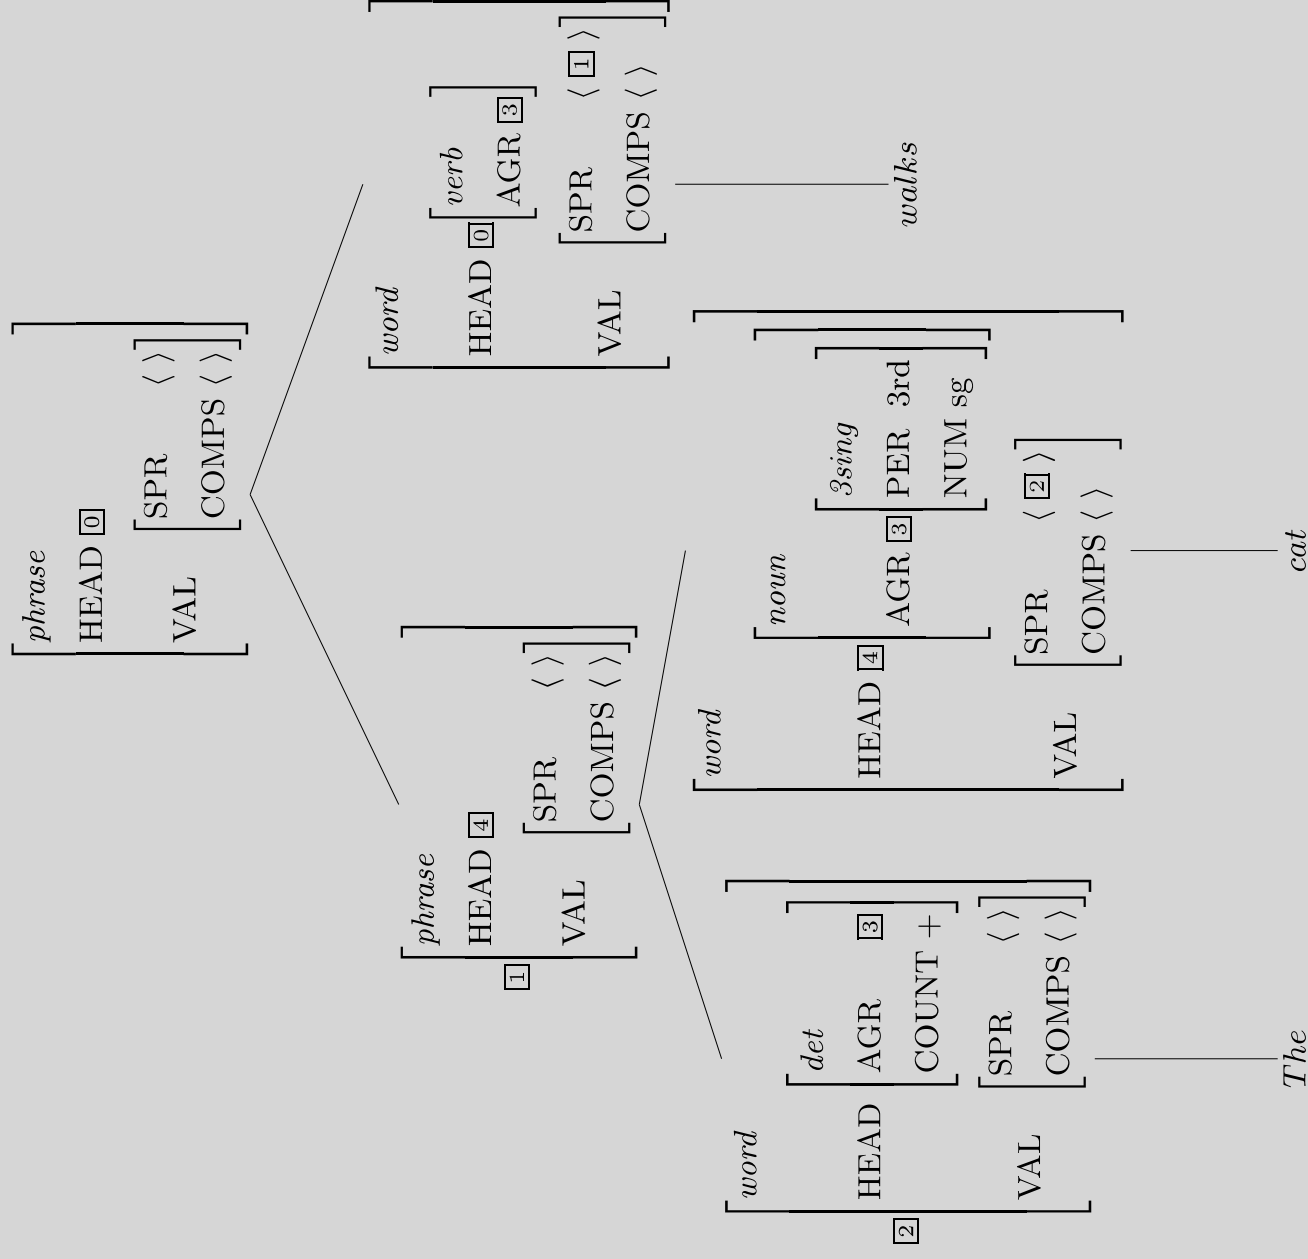 phrase
HEAD 0
VAL
SPR ⟨⟩
COMPS ⟨⟩
1
phrase
HEAD 4
VAL
SPR ⟨⟩
COMPS ⟨⟩
2
word
HEAD
det
AGR 3
COUNT +
VAL
SPR ⟨⟩
COMPS ⟨⟩
The
word
HEAD 4
noun
AGR 3
3sing
PER 3rd
NUM sg
VAL
SPR ⟨ 2 ⟩
COMPS ⟨⟩
cat
word
HEAD 0
verb
AGR 3
VAL
SPR ⟨ 1 ⟩
COMPS ⟨⟩
walks